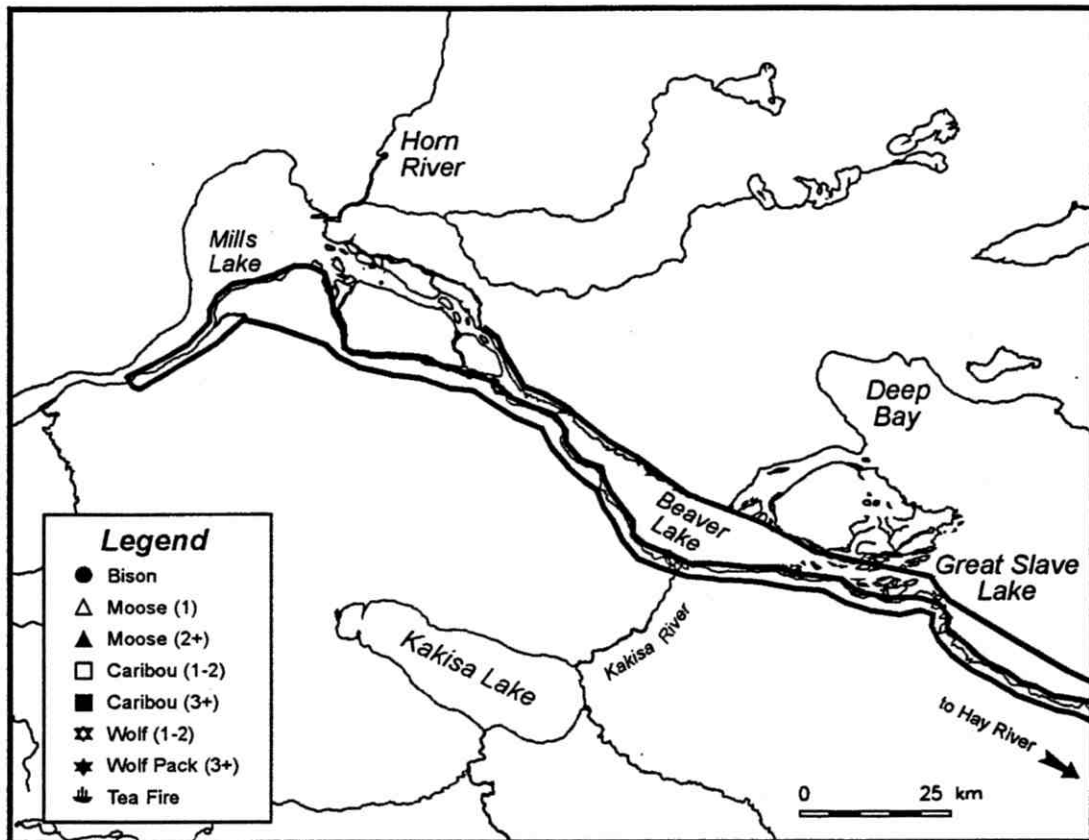 Horn
River
Mills
Lake
Deep
Bay
Beaver
Lake
Great Slave
Lake
Kakisa River
Kakisa Lake
to Hay River
Legend
Bison
Moose (1)
Moose (2+)
Caribou (1-2)
Caribou (3+)
Wolf (1-2)
Wolf Pack (3+)
Tea Fire
0 25 km